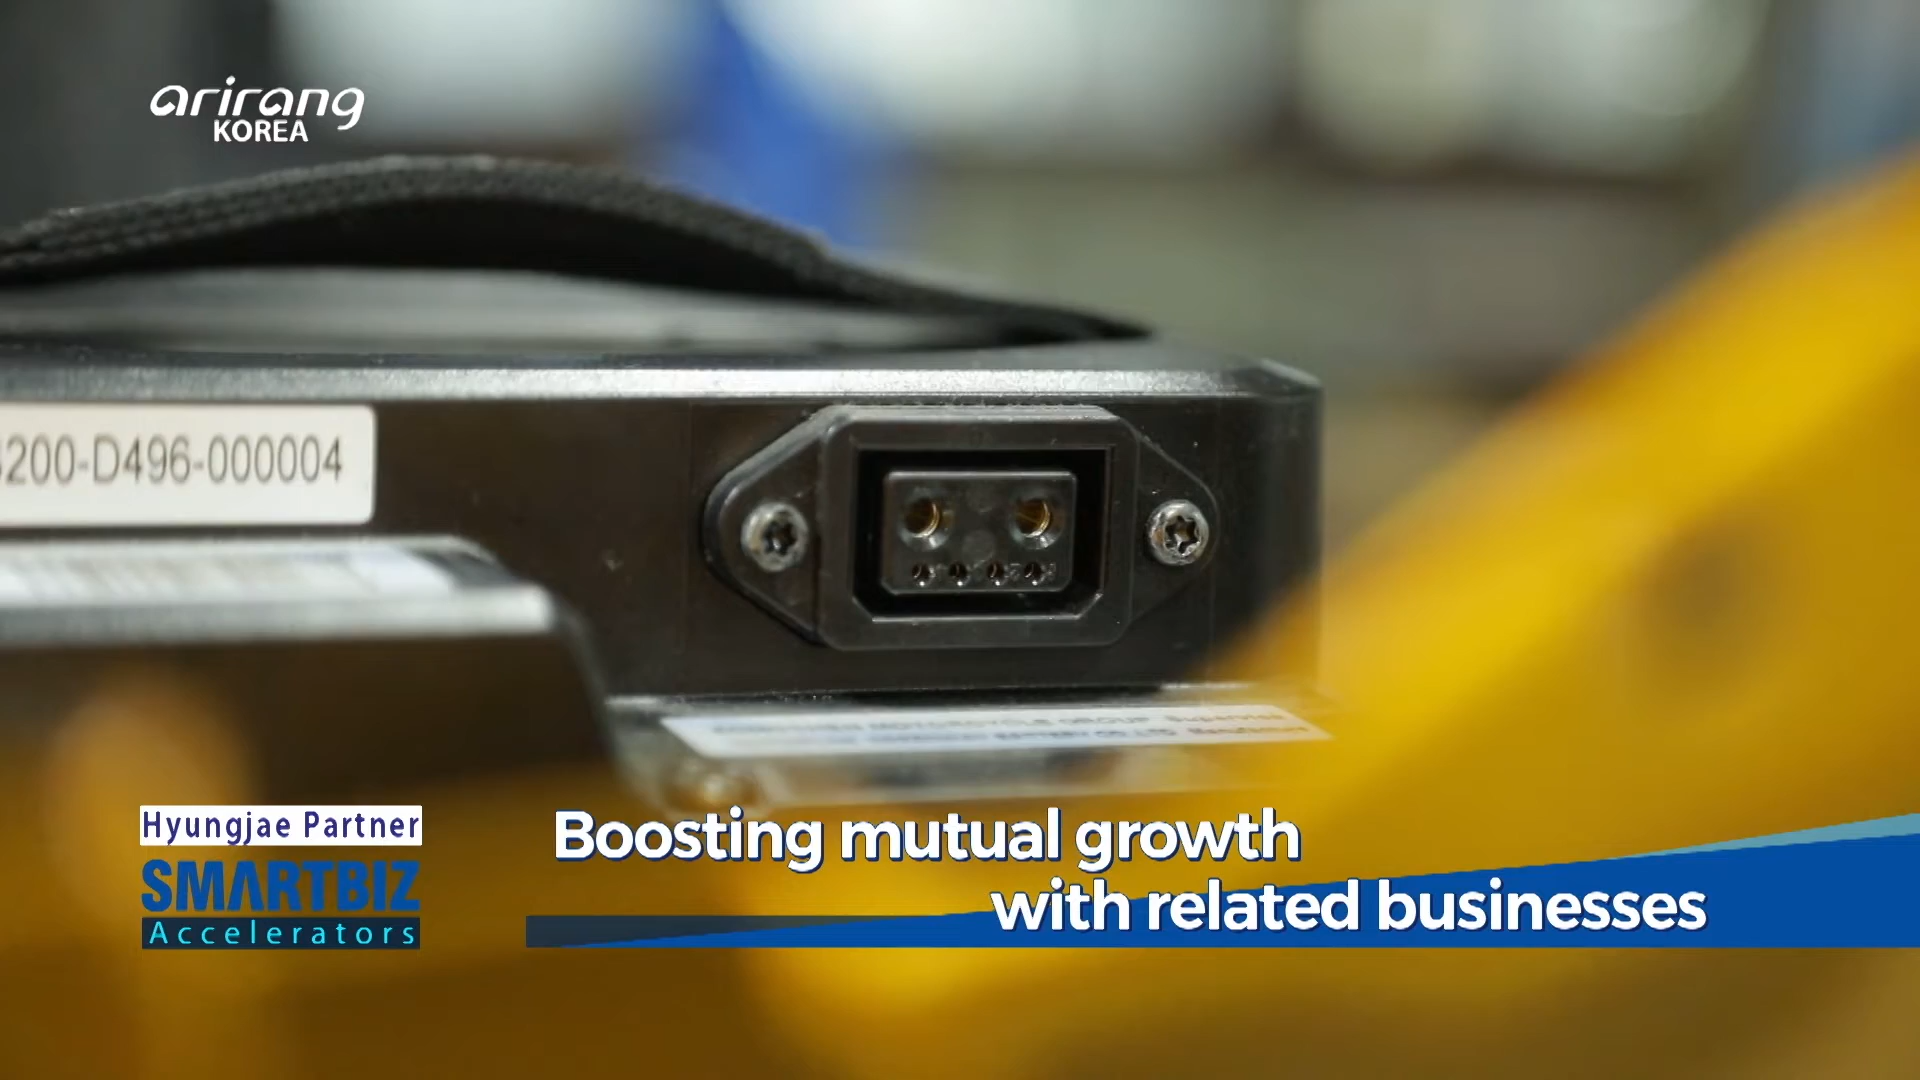 arirang
KOREA
200-D496-000004
Hyungjae Partner
SMARTBIZ
Accelerators
Boosting mutual growth
with related businesses